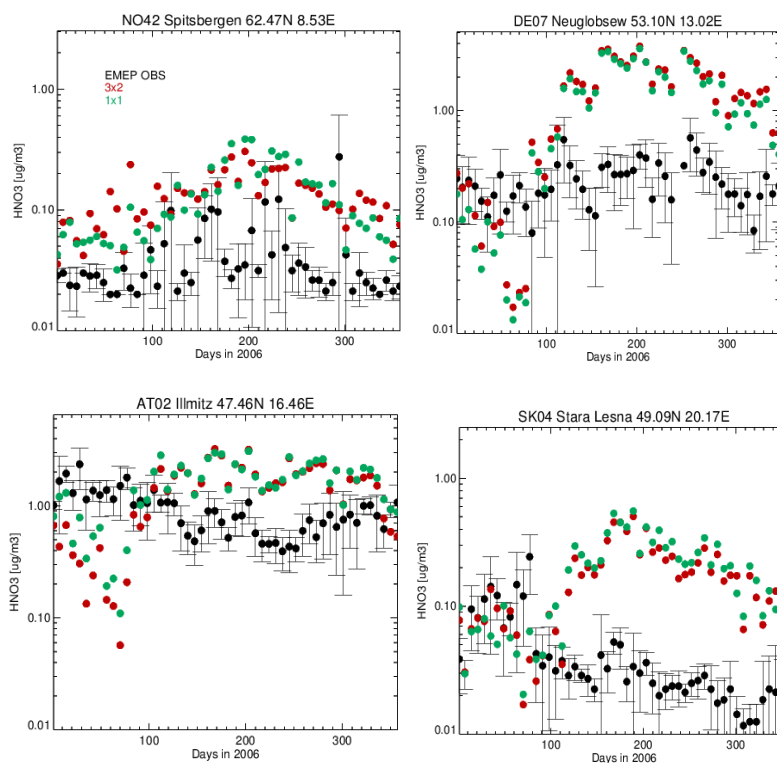 NO42 Spitsbergen 62.47N 8.53E
HNO3 [ug/m3]
1.00
0.10
0.01
EMEP OBS
3x2
1x1
100
200
300
Days in 2006
DE07 Neuglobsew 53.10N 13.02E
HNO3 [ug/m3]
1.00
0.10
0.01
100
200
300
Days in 2006
AT02 Illmitz 47.46N 16.46E
HNO3 [ug/m3]
1.00
0.10
0.01
100
200
300
Days in 2006
SK04 Stara Lesna 49.09N 20.17E
HNO3 [ug/m3]
1.00
0.10
0.01
100
200
300
Days in 2006